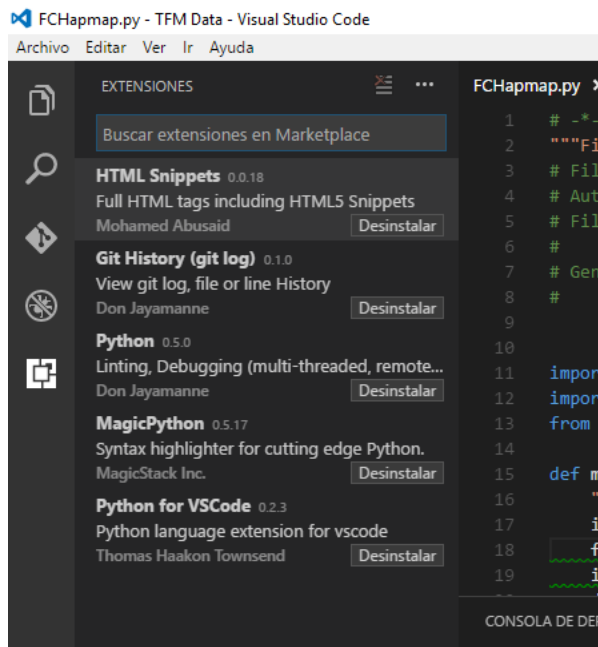 FCHapmap.py - TFM Data - Visual Studio Code
Archivo Editar Ver Ir Ayuda
EXTENSIONES
Buscar extensiones en Marketplace
HTML Snippets 0.0.18
Full HTML tags including HTML5 Snippets
Mohamed Abusaid Desinstalar
Git History (git log) 0.1.0
View git log, file or line History
Don Jayamanne Desinstalar
Python 0.5.0
Linting, Debugging (multi-threaded, remote...
Don Jayamanne Desinstalar
MagicPython 0.5.17
Syntax highlighter for cutting edge Python.
MagicStack Inc. Desinstalar
Python for VSCode 0.2.3
Python language extension for vscode
Thomas Haakon Townsend Desinstalar
FCHapmap.py
1 # -*-
2 """Fi
3 # Fil
4 # Aut
5 # Fil
6 #
7 # Gen
8 #
9
10
11 impor
12 impor
13 from
14
15 def m
16 "
17 i
18 f
19 i
CONSOLA DE DE